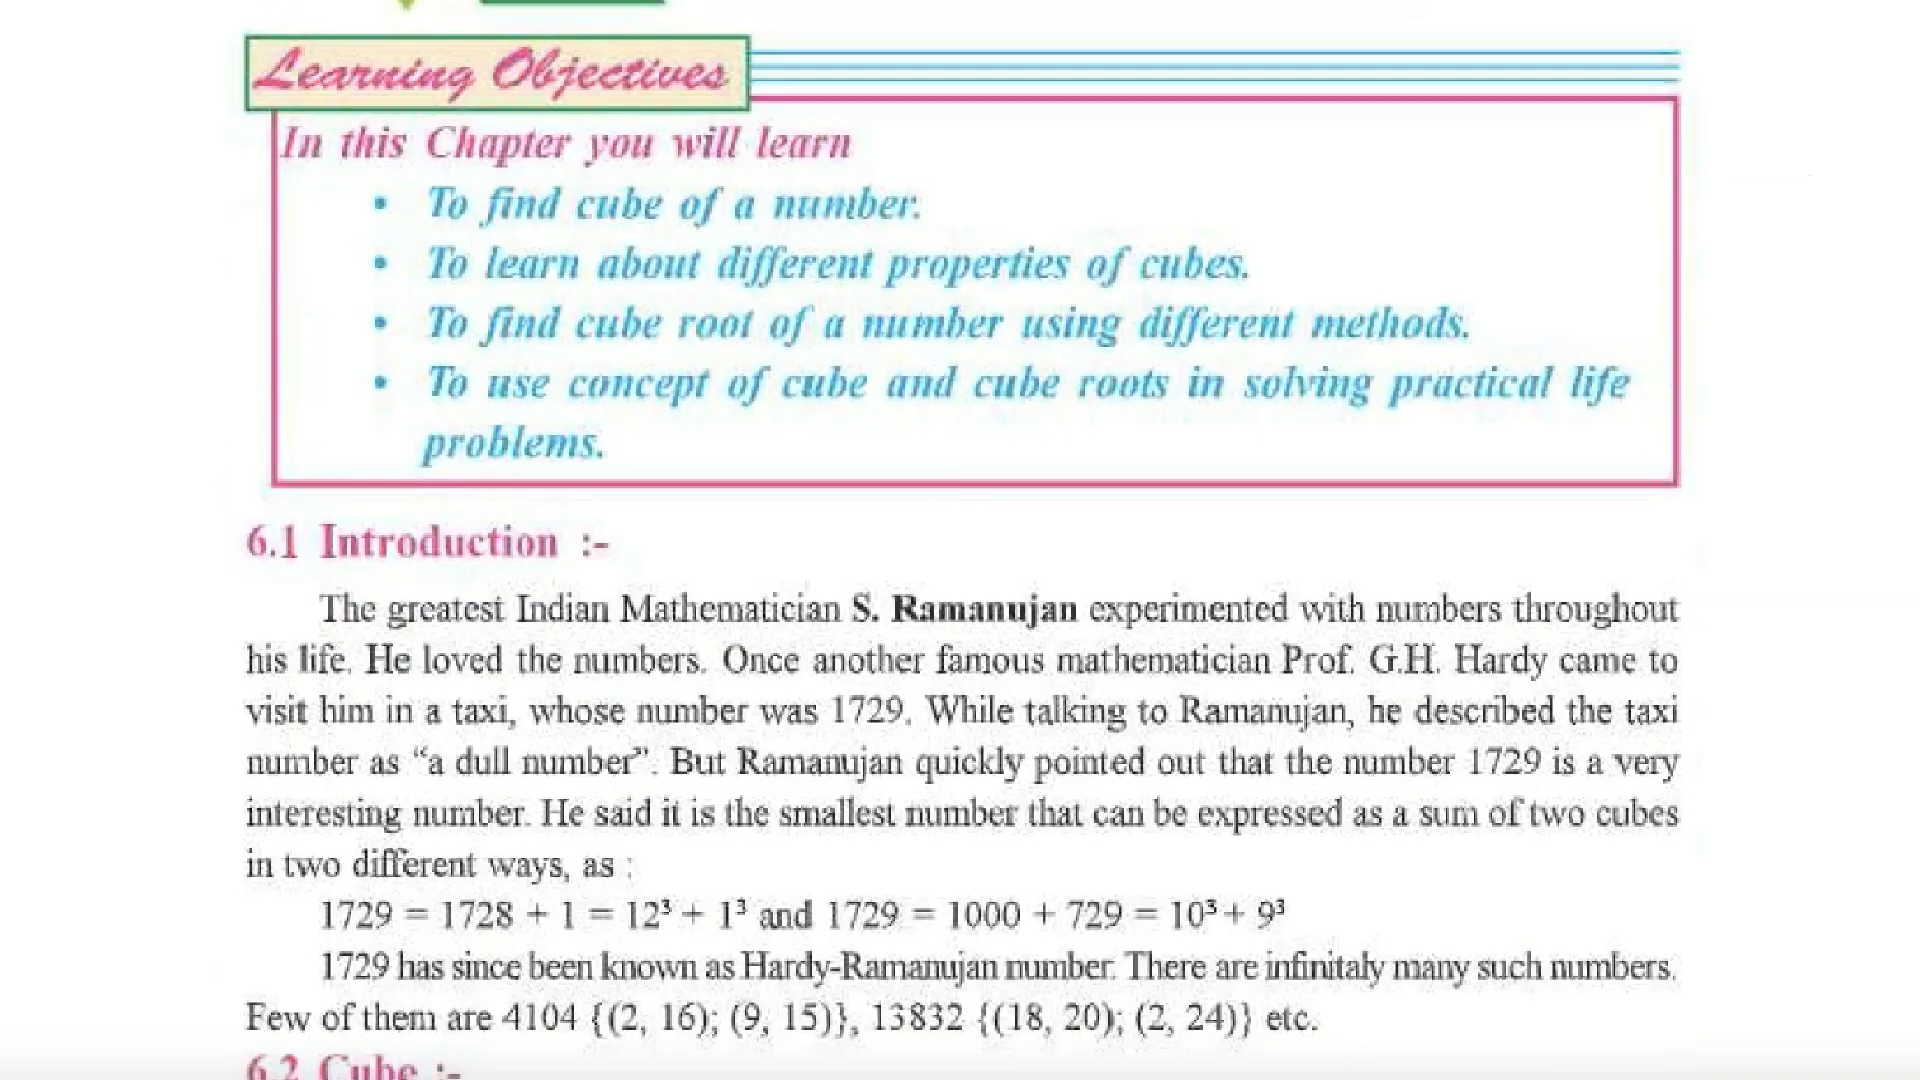 Learning Objectives
In this Chapter you will learn
• To find cube of a number.
• To learn about different properties of cubes.
• To find cube root of a number using different methods.
• To use concept of cube and cube roots in solving practical life
problems.
6.1 Introduction :-
The greatest Indian Mathematician S. Ramanujan experimented with numbers throughout
his life. He loved the numbers. Once another famous mathematician Prof. G.H. Hardy came to
visit him in a taxi, whose number was 1729. While talking to Ramanujan, he described the taxi
number as “a dull number”. But Ramanujan quickly pointed out that the number 1729 is a very
interesting number. He said it is the smallest number that can be expressed as a sum of two cubes
in two different ways, as :
1729 = 1728 + 1 = 12³ + 1³ and 1729 = 1000 + 729 = 10³ + 9³
1729 has since been known as Hardy-Ramanujan number. There are infinitaly many such numbers.
Few of them are 4104 {(2, 16); (9, 15)}, 13832 {(18, 20); (2, 24)} etc.
6.2 Cube :-